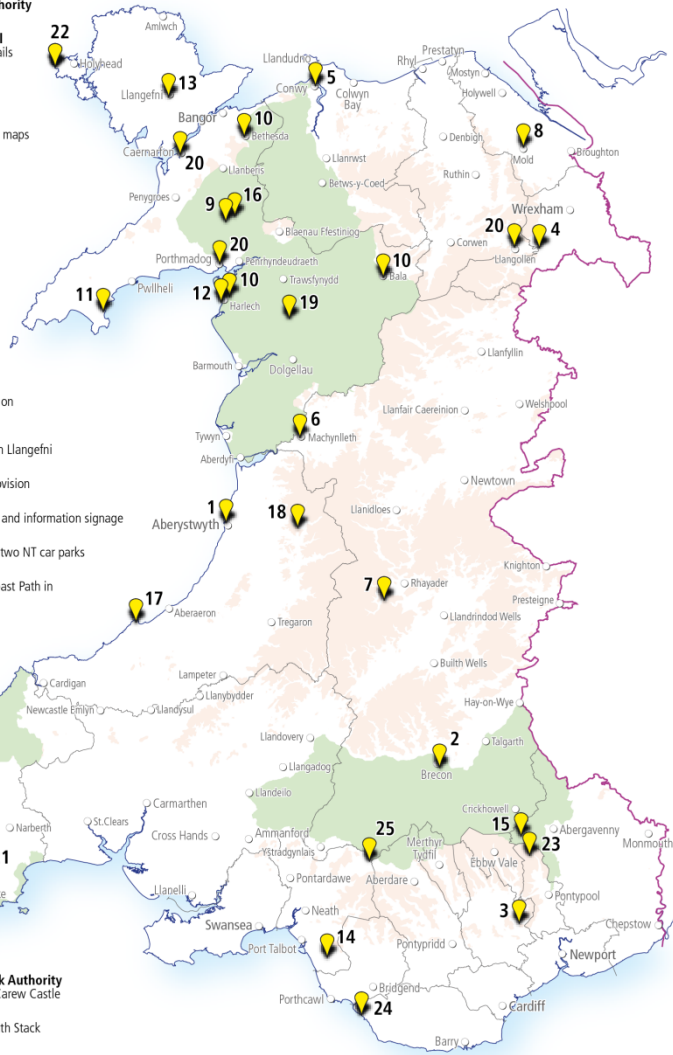 hority
l
ails
maps
22
Amlwch
Holyhead
13
Llangefni
Llandudno
5
Conwy
Colwyn
Bay
Rhyl
Prestatyn
Mostyn
Holywell
Bangor
10
Bethesda
Caernarfon
20
Llanrwst
Denbigh
8
Mold
Broughton
Llanberis
Betws-y-Coed
Ruthin
Penygroes
9
16
Wrexham
Blaenau Ffestiniog
20
4
Corwen
Llangollen
20
Porthmadog
Penrhyndeudraeth
10
Bala
Trawsfynydd
11
Pwllheli
12
10
Harlech
19
Llanfyllin
Barmouth
Dolgellau
on
Llanfair Caereinion
Welshpool
6
Machynlleth
Tywyn
Aberdyfi
n Llangefni
ovision
Newtown
and information signage
1
Aberystwyth
18
Llanidloes
two NT car parks
Knighton
ast Path in
7
Rhayader
Presteigne
17
Aberaeron
Tregaron
Llandrindod Wells
Builth Wells
Cardigan
Lampeter
Llanybydder
Newcastle Emlyn
Llandysul
Hay-on-Wye
Llandovery
2
Brecon
Talgarth
Llangadog
Llandeilo
Crickhowell
Carmarthen
St.Clears
Narberth
Cross Hands
Ammanford
Ystradgynlais
25
Merthyr
Tydfil
15
23
Abergavenny
Monmouth
Ebbw Vale
1
Pontardawe
Aberdare
Llanelli
Neath
3
Pontypool
Swansea
Port Talbot
14
Pontypridd
Chepstow
Newport
k Authority
Carew Castle
Porthcawl
Bridgend
24
Cardiff
th Stack
Barry